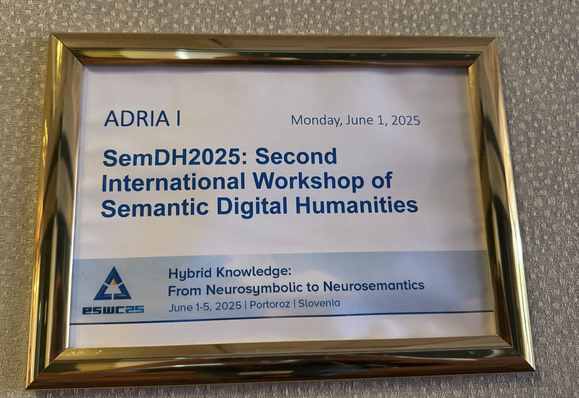 ADRIA I
Monday, June 1, 2025
SemDH2025: Second
International Workshop of
Semantic Digital Humanities
Hybrid Knowledge:
From Neurosymbolic to Neurosemantics
June 1-5, 2025 | Portoroz | Slovenia
eswc25